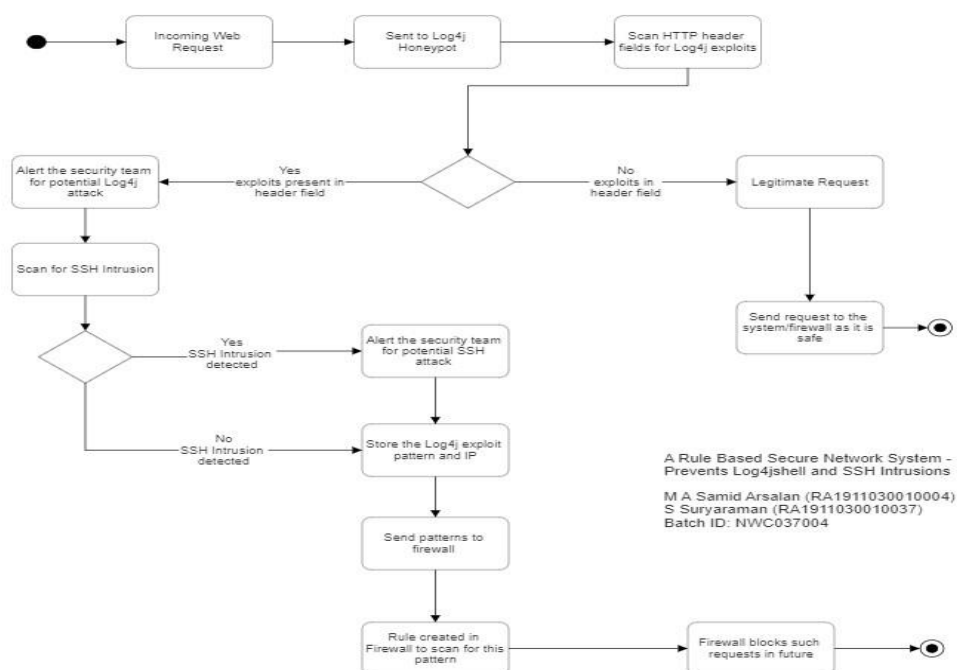 Incoming Web
Request
Sent to Log4j
Honeypot
Scan HTTP header
fields for Log4j exploits
Alert the security team
for potential Log4j
attack
Yes
exploits present in
header field
No
exploits in
header field
Legitimate Request
Scan for SSH Intrusion
Send request to the
system/firewall as it is
safe
Yes
SSH Intrusion
detected
Alert the security team
for potential SSH
attack
No
SSH Intrusion
detected
Store the Log4j exploit
pattern and IP
A Rule Based Secure Network System -
Prevents Log4jshell and SSH Intrusions
M A Samid Arsalan (RA1911030010004)
S Suryaraman (RA1911030010037)
Batch ID: NWC037004
Send patterns to
firewall
Rule created in
Firewall to scan for this
pattern
Firewall blocks such
requests in future